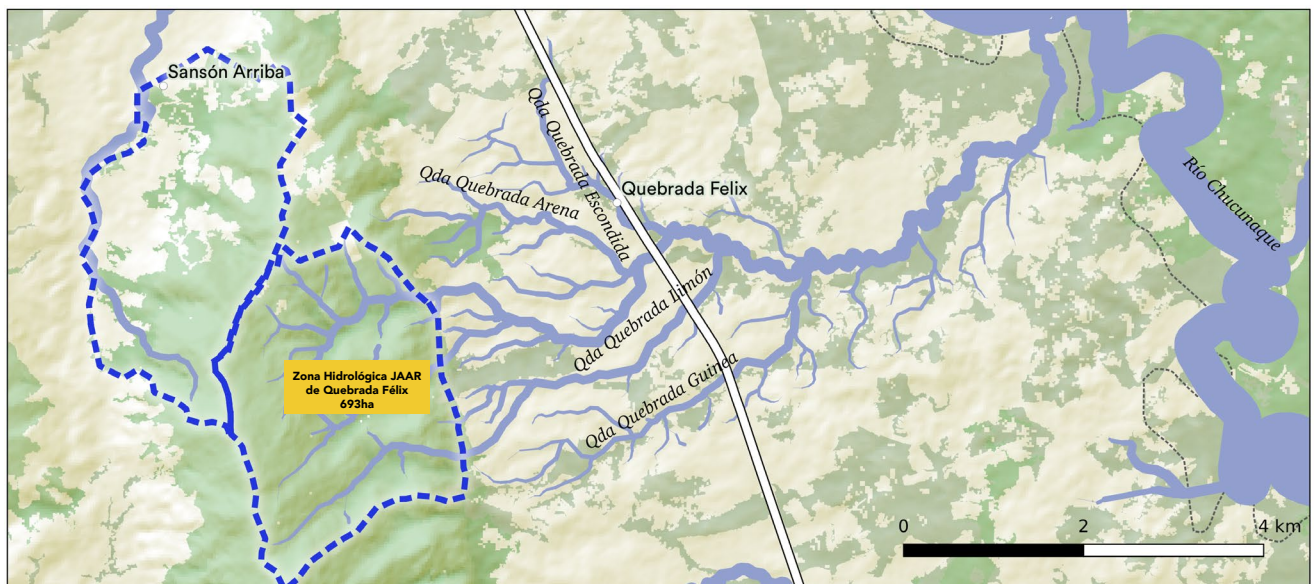 Sansón Arriba
Qda Quebrada Escondida
Qda Quebrada Arena
Quebrada Felix
Río Chucunaque
Qda Quebrada Limón
Zona Hidrológica JAAR
de Quebrada Félix
693ha
Qda Quebrada Guinea
0 2 4 km